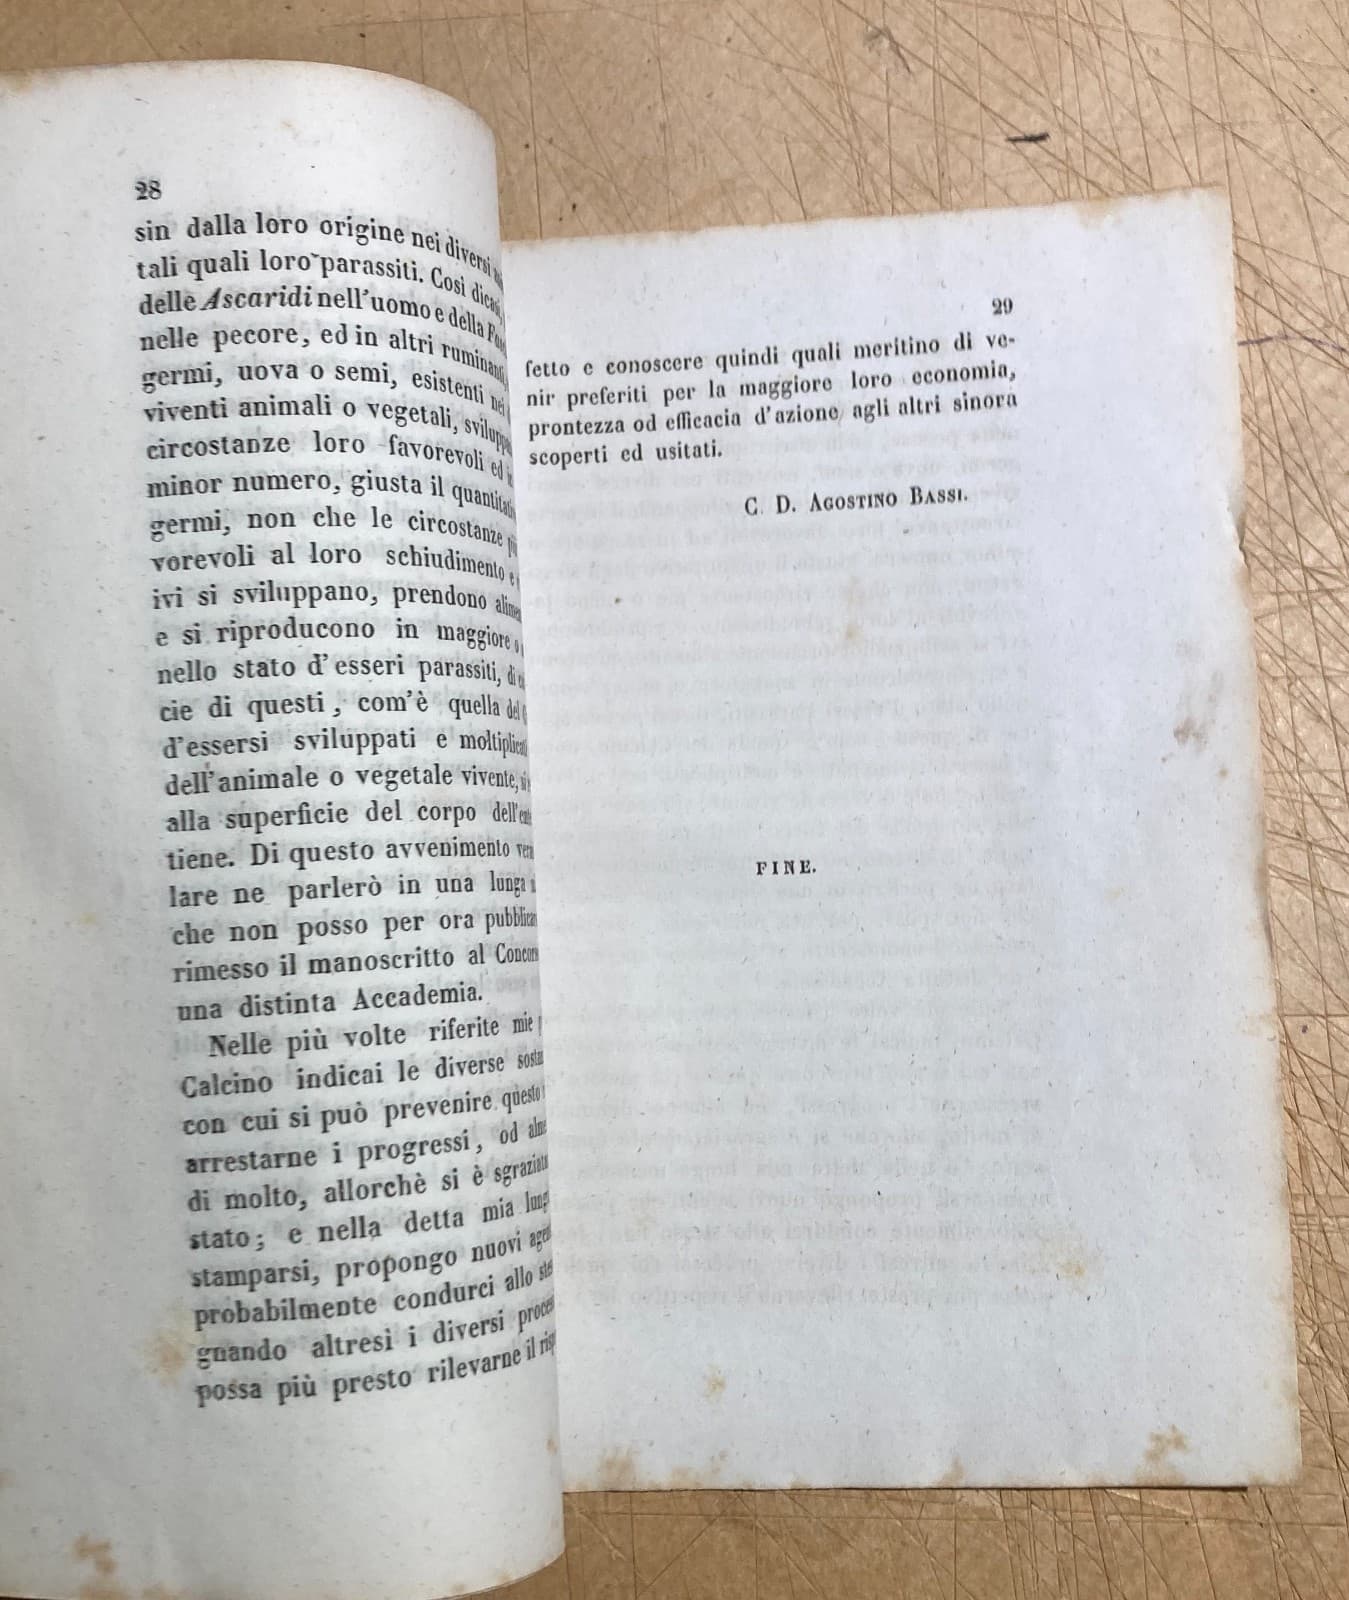 28
sin dalla loro origine nei diversi
tali quali loro parassiti. Così
delle Ascaridi nell'uomo e della
nelle pecore, ed in altri ruminanti,
germi, uova o semi, esistenti nei
viventi animali o vegetali,
circostanze loro favorevoli ed
minor numero, giusta il
germi, non che le circostanze
vorevoli al loro schiudimento e
ivi si sviluppano, prendono
e si riproducono in maggiore o
nello stato d'esseri parassiti, di
cie di questi, com'è quella del
d'essersi sviluppati e
dell'animale o vegetale vivente,
alla superficie del corpo
tiene. Di questo avvenimento
lare ne parlerò in una lunga
che non posso per ora
rimesso il manoscritto al
una distinta Accademia.
Nelle più volte riferite mie
Calcino indicai le diverse
con cui si può prevenire questo
arrestarne i progressi, od
di molto, allorchè si è
stato; e nella detta mia
stamparsi, propongo nuovi
probabilmente condurci allo
gnando altresì i diversi
possa più presto rilevarne il
29
fetto e conoscere quindi quali meritino di ve-
nir preferiti per la maggiore loro economia,
prontezza od efficacia d'azione agli altri sinora
scoperti ed usitati.
C. D. AGOSTINO BASSI.
FINE.